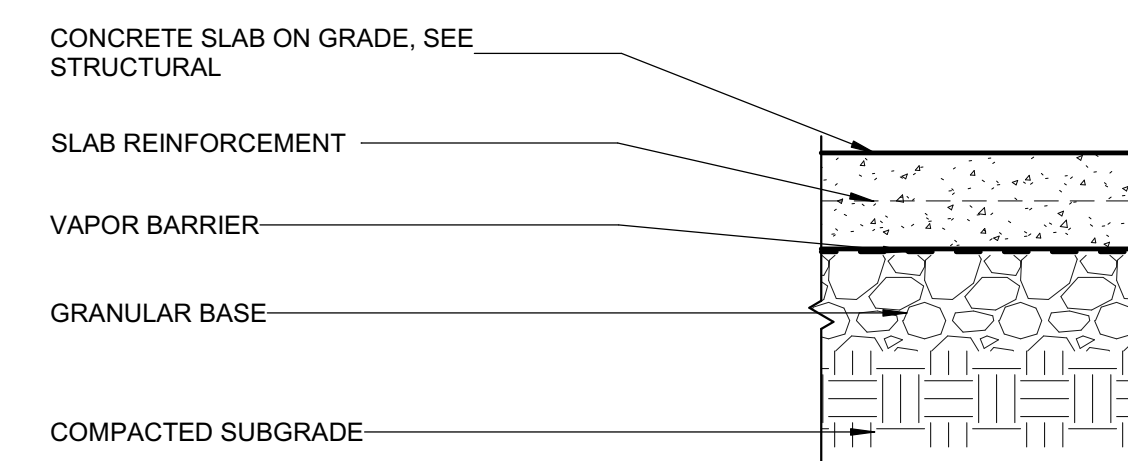 CONCRETE SLAB ON GRADE, SEE
STRUCTURAL
SLAB REINFORCEMENT
VAPOR BARRIER
GRANULAR BASE
COMPACTED SUBGRADE